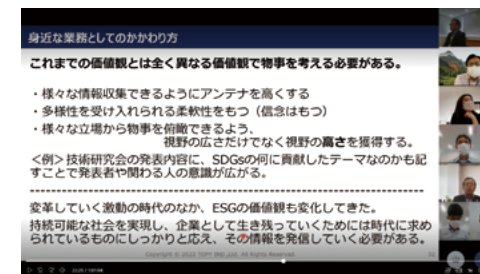 身近な業務としてのかかわり方
これまでの価値観とは全く異なる価値観で物事を考える必要がある。
・様々な情報収集できるようにアンテナを高くする
・多様性を受け入れられる柔軟性をもつ（信念はもつ）
・様々な立場から物事を俯瞰できるよう、
視野の広さだけでなく視野の高さを獲得する。
<例>技術研究会の発表内容に、SDGsの何に貢献したテーマなのかも記
すことで発表者や関わる人の意識が広がる。
変革していく激動の時代のなか、ESGの価値観も変化してきた。
持続可能な社会を実現し、企業として生き残っていくためには時代に求め
られているものにしっかりと応え、その情報を発信していく必要がある。
Copyright © 2022 TOPY IND.,Ltd. All Rights Reserved.